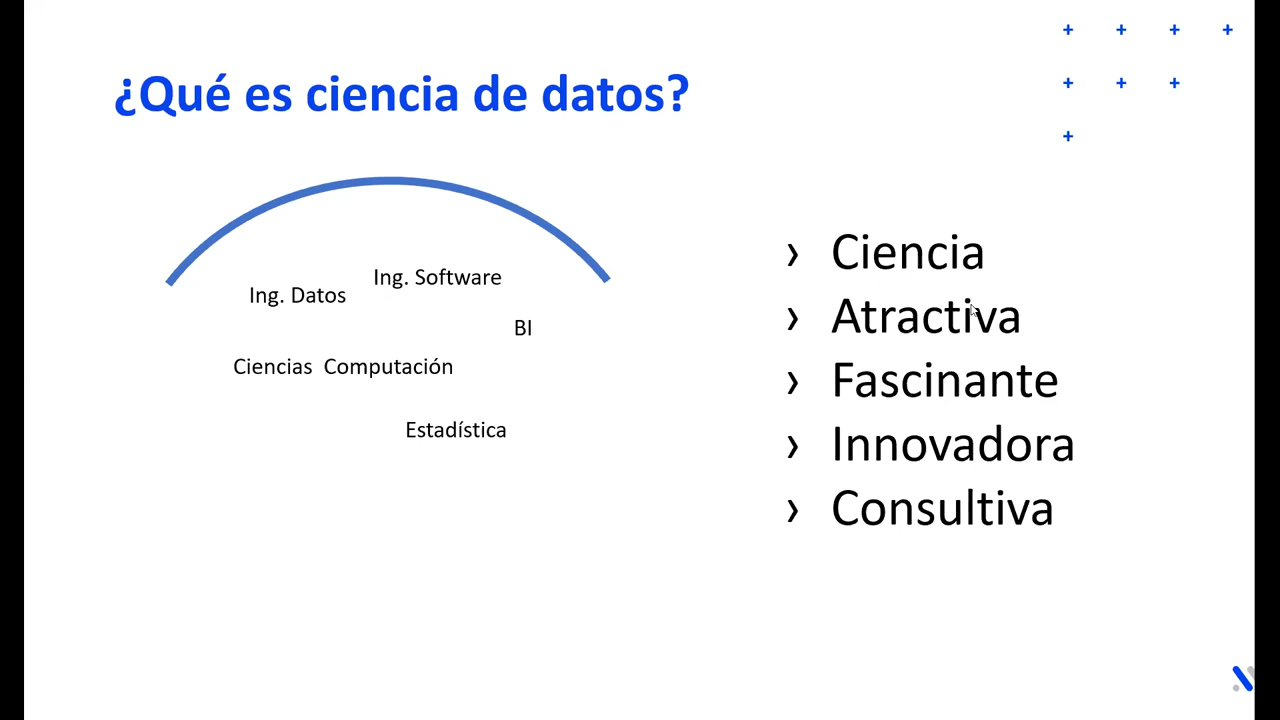 ¿Qué es ciencia de datos?
Ing. Software
Ing. Datos
BI
Ciencias Computación
Estadística
› Ciencia
› Atractiva
› Fascinante
› Innovadora
› Consultiva